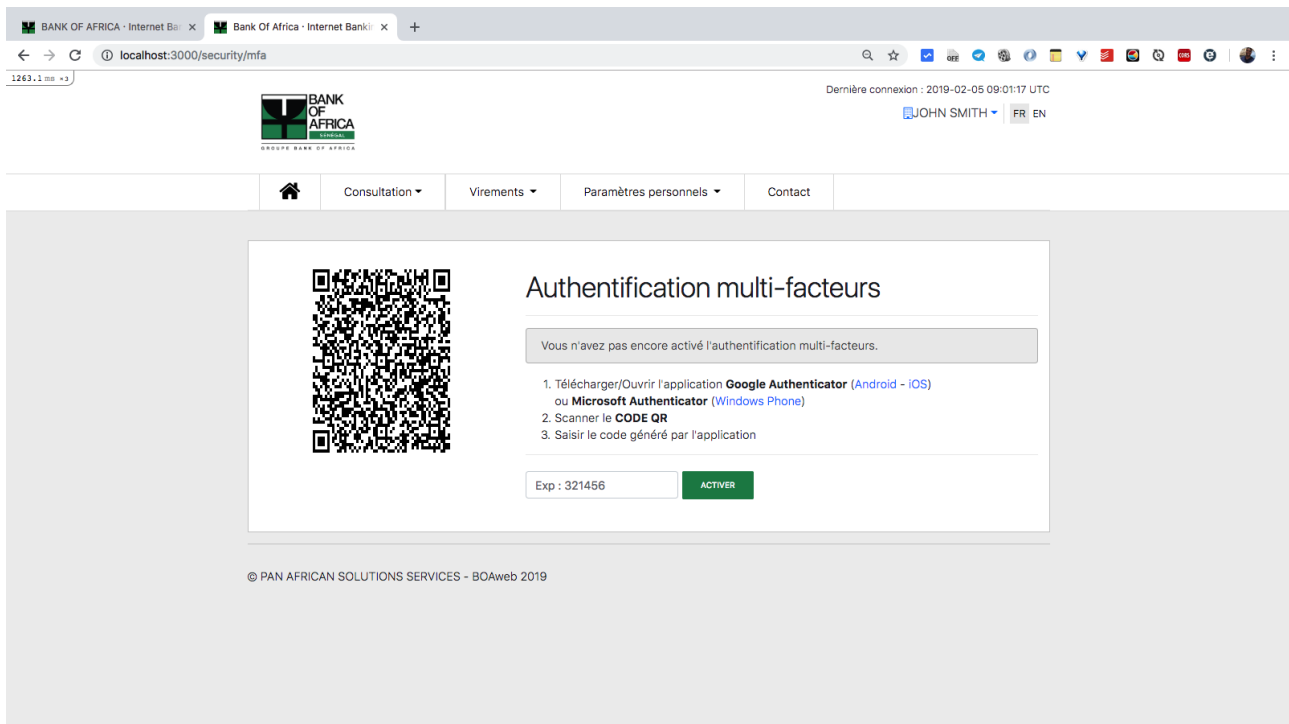 BANK OF AFRICA · Internet Ban
Bank Of Africa · Internet Bankin
localhost:3000/security/mfa
OFF
CORS
1263.1 ms ×3
BANK
OF
AFRICA
SENEGAL
GROUPE BANK OF AFRICA
Dernière connexion : 2019-02-05 09:01:17 UTC
JOHN SMITH
FR EN
Consultation
Virements
Paramètres personnels
Contact
Authentification multi-facteurs
Vous n'avez pas encore activé l'authentification multi-facteurs.
1. Télécharger/Ouvrir l'application Google Authenticator (Android - iOS)
ou Microsoft Authenticator (Windows Phone)
2. Scanner le CODE QR
3. Saisir le code généré par l'application
Exp : 321456
ACTIVER
© PAN AFRICAN SOLUTIONS SERVICES - BOAweb 2019